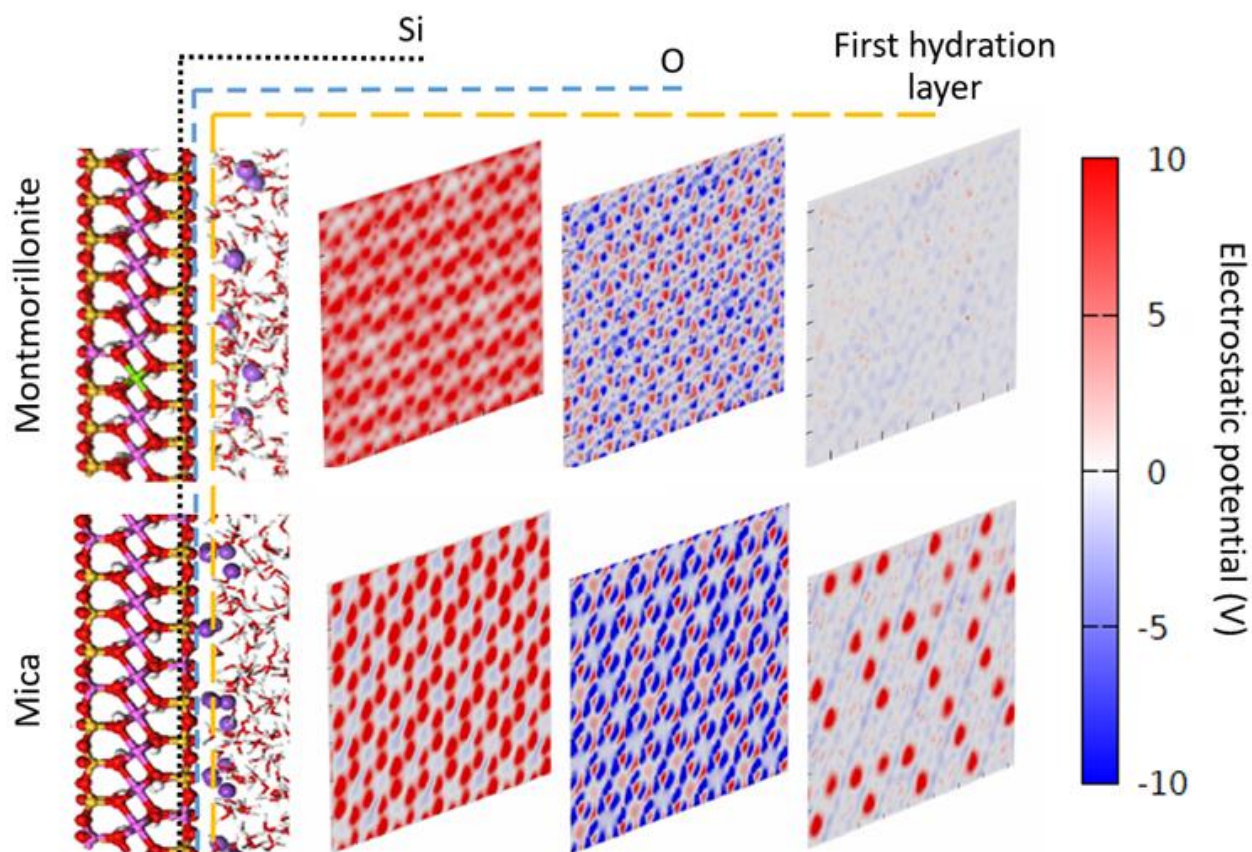 Si
O
First hydration
layer
Montmorillonite
Mica
10
5
0
-5
-10
Electrostatic potential (V)